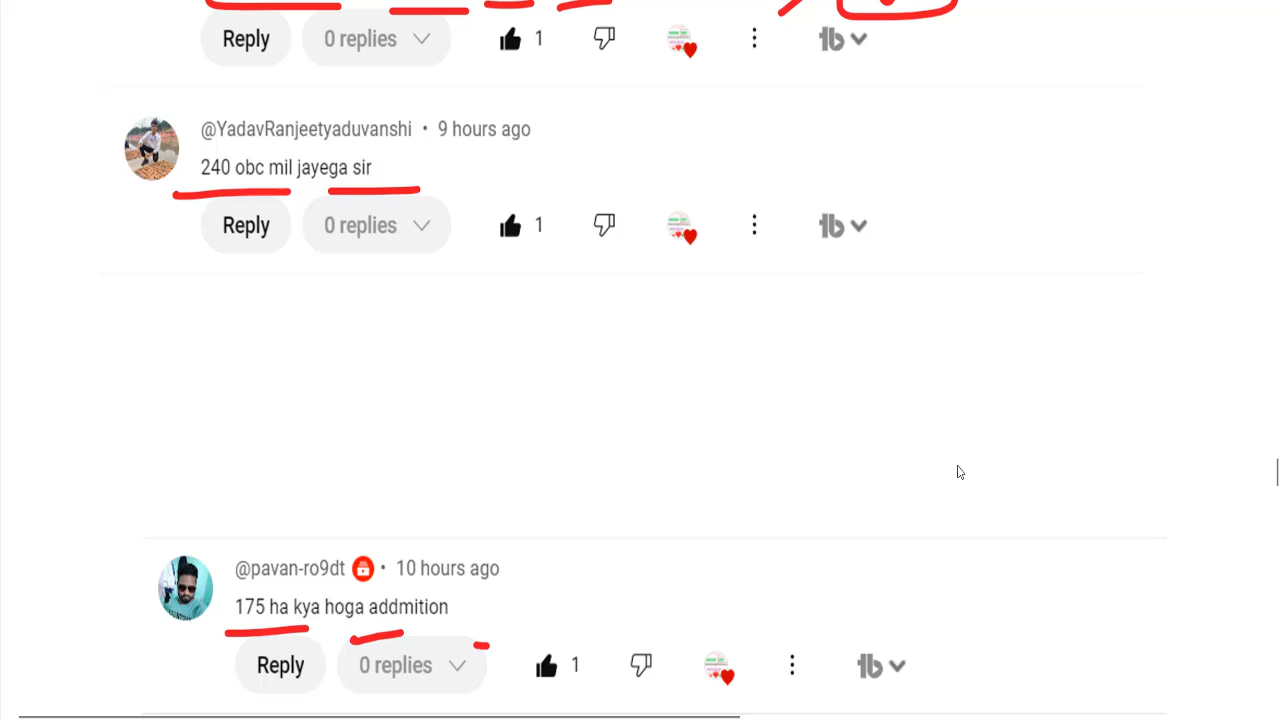 Reply 0 replies 1
@YadavRanjeetyaduvanshi • 9 hours ago
240 obc mil jayega sir
Reply 0 replies 1
@pavan-ro9dt • 10 hours ago
175 ha kya hoga addmition
Reply 0 replies 1